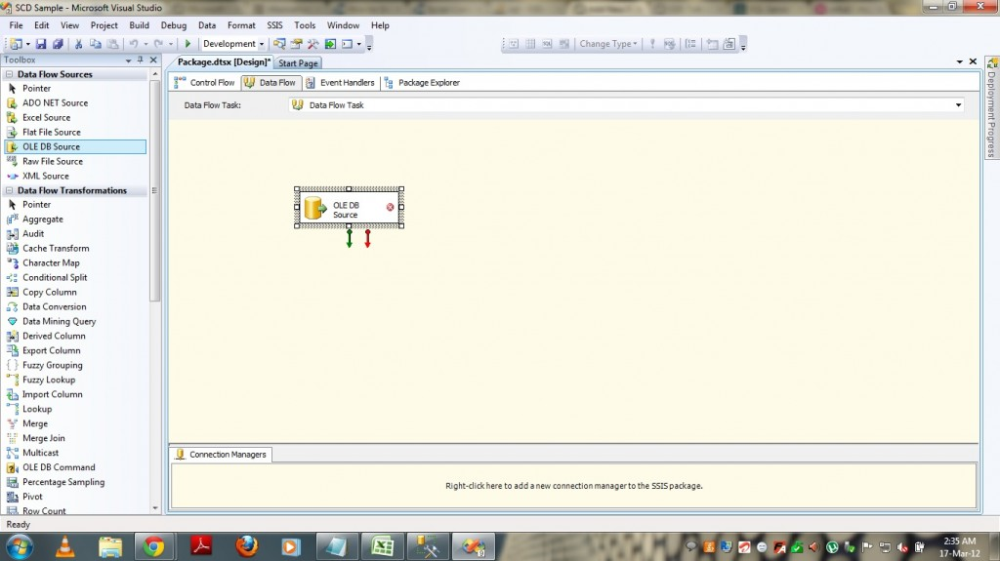 SCD Sample - Microsoft Visual Studio
File Edit View Project Build Debug Data Format SSIS Tools Window Help
Development Change Type
Toolbox
Package.dtsx [Design]* Start Page
Data Flow Sources
Pointer
ADO NET Source
Excel Source
Flat File Source
OLE DB Source
Raw File Source
XML Source
Data Flow Transformations
Pointer
Aggregate
Audit
Cache Transform
Character Map
Conditional Split
Copy Column
Data Conversion
Data Mining Query
Derived Column
Export Column
Fuzzy Grouping
Fuzzy Lookup
Import Column
Lookup
Merge
Merge Join
Multicast
OLE DB Command
Percentage Sampling
Pivot
Row Count
Control Flow Data Flow Event Handlers Package Explorer
Data Flow Task: Data Flow Task
OLE DB
Source
Deployment Progress
Connection Managers
Right-click here to add a new connection manager to the SSIS package.
Ready
2:35 AM
17-Mar-12